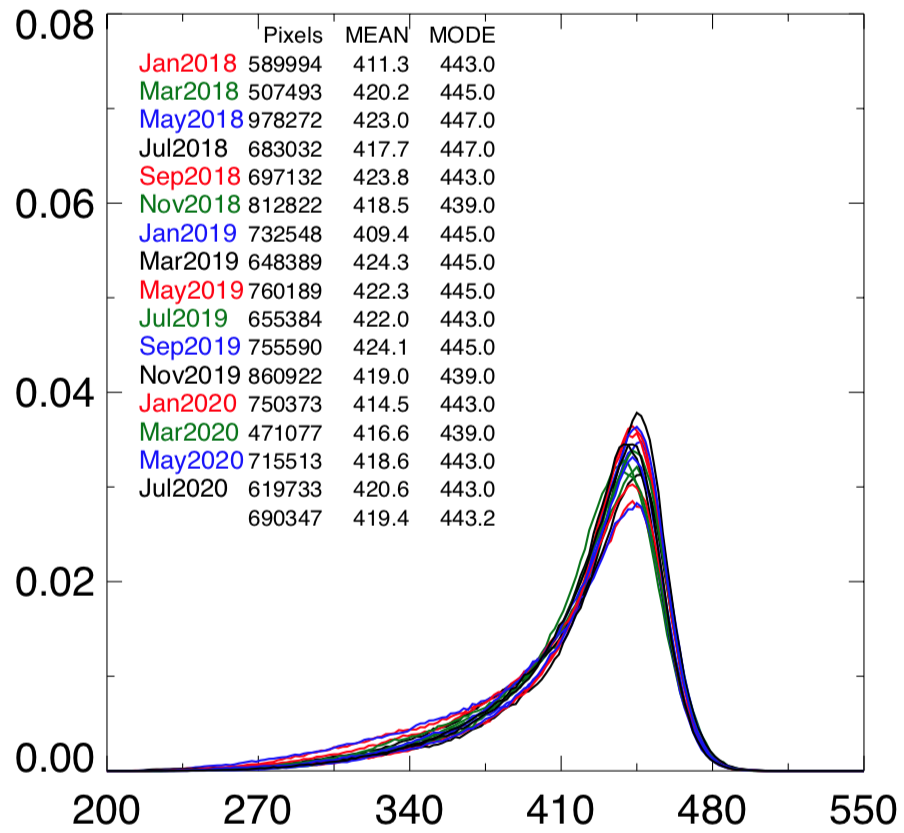 0.08
Pixels MEAN MODE
Jan2018 589994 411.3 443.0
Mar2018 507493 420.2 445.0
May2018 978272 423.0 447.0
Jul2018 683032 417.7 447.0
Sep2018 697132 423.8 443.0
0.06
Nov2018 812822 418.5 439.0
Jan2019 732548 409.4 445.0
Mar2019 648389 424.3 445.0
May2019 760189 422.3 445.0
Jul2019 655384 422.0 443.0
Sep2019 755590 424.1 445.0
Nov2019 860922 419.0 439.0
0.04
Jan2020 750373 414.5 443.0
Mar2020 471077 416.6 439.0
May2020 715513 418.6 443.0
Jul2020 619733 420.6 443.0
690347 419.4 443.2
0.02
0.00
200 270 340 410 480 550